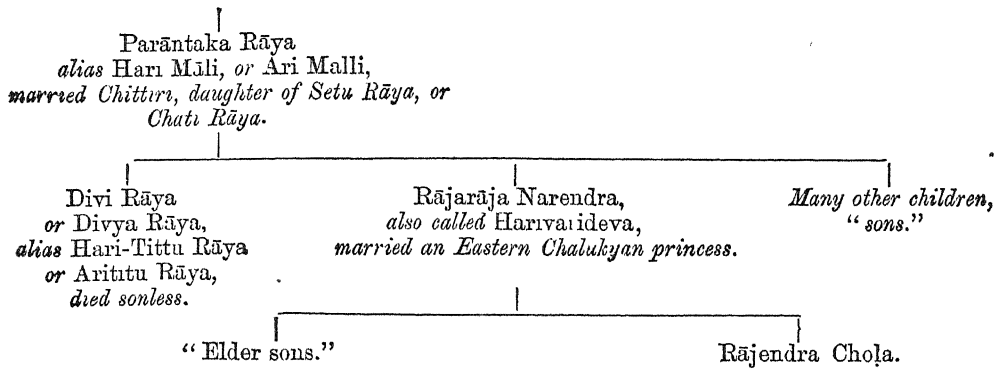 Parāntaka Rāya
alias Hari Māli, or Ari Malli,
married Chittiri, daughter of Setu Rāya, or
Chati Rāya.
Divi Rāya
or Divya Rāya,
alias Hari-Tittu Rāya
or Arititu Rāya,
died sonless.
Rājarāja Narendra,
also called Harivarideva,
married an Eastern Chalukyan princess.
Many other children,
“sons.”
“Elder sons.”
Rājendra Choḷa.